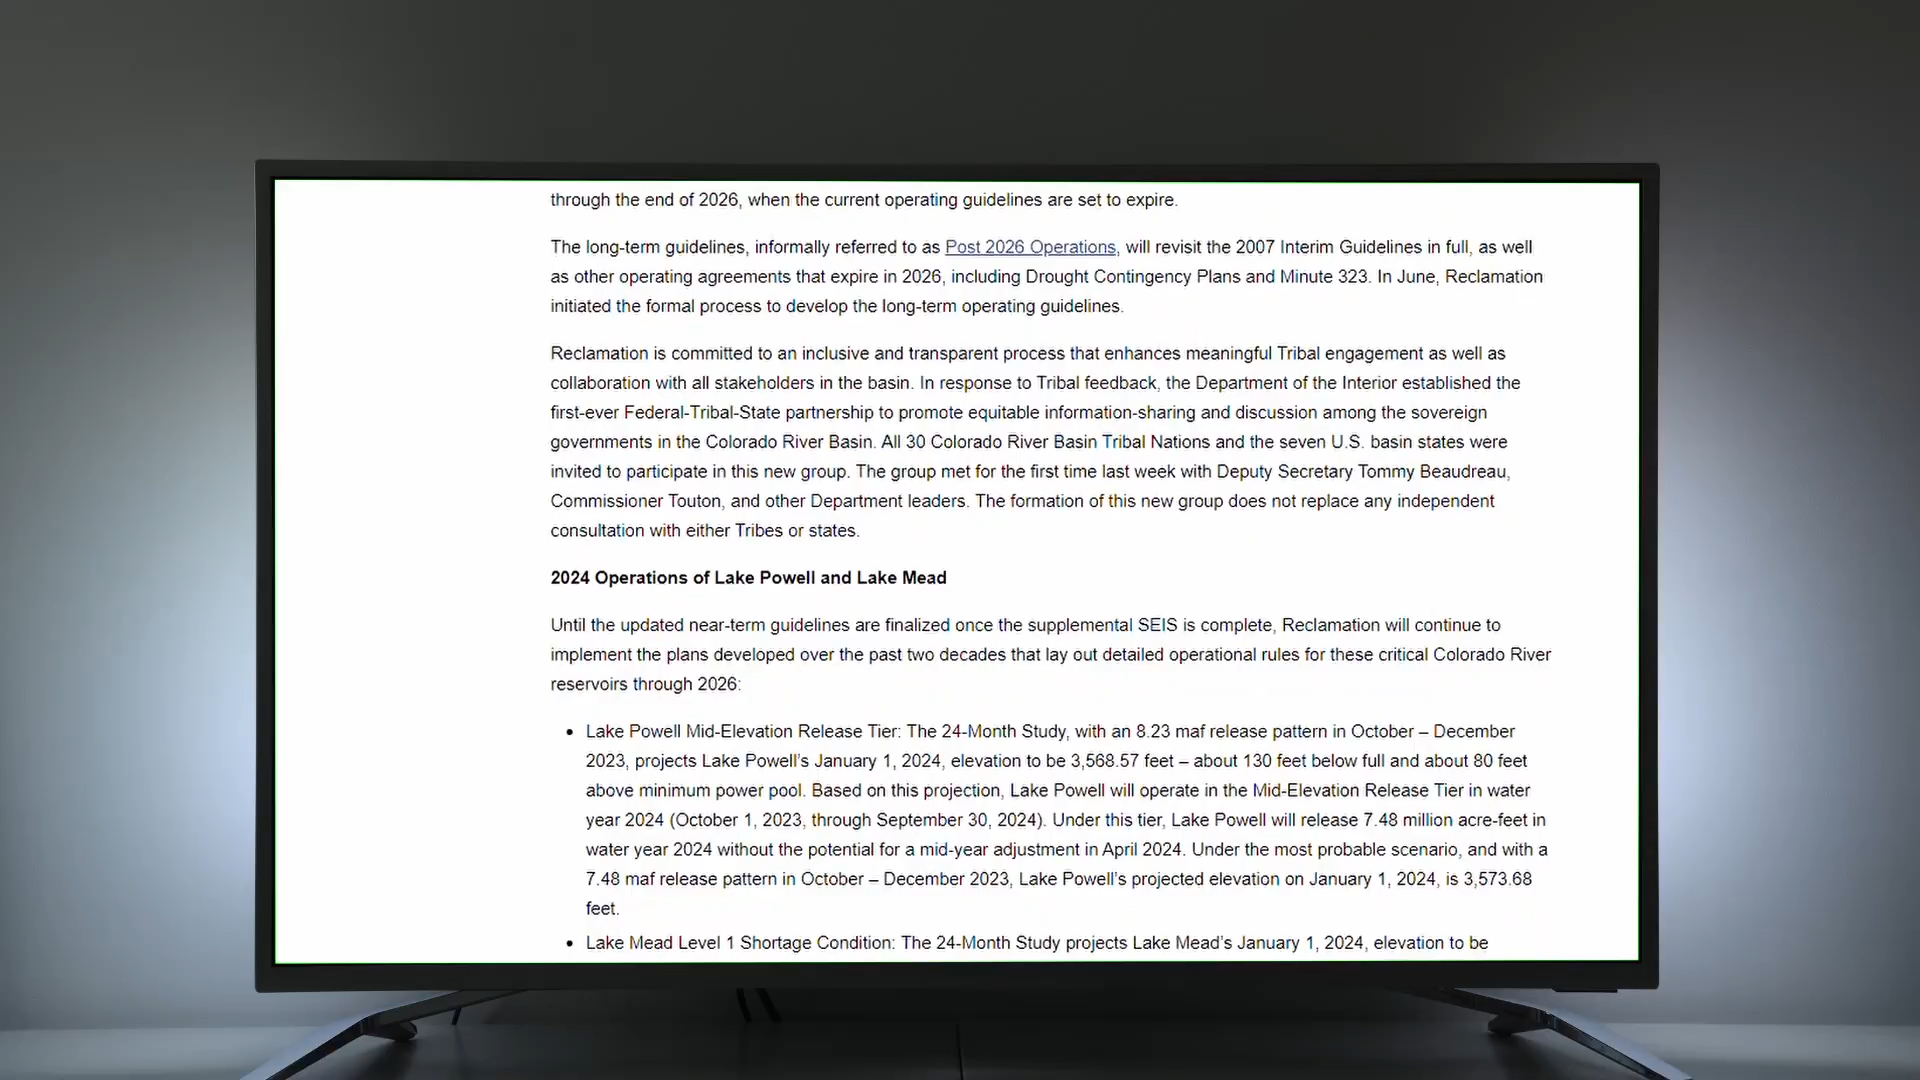 through the end of 2026, when the current operating guidelines are set to expire.
The long-term guidelines, informally referred to as Post 2026 Operations, will revisit the 2007 Interim Guidelines in full, as well
as other operating agreements that expire in 2026, including Drought Contingency Plans and Minute 323. In June, Reclamation
initiated the formal process to develop the long-term operating guidelines.
Reclamation is committed to an inclusive and transparent process that enhances meaningful Tribal engagement as well as
collaboration with all stakeholders in the basin. In response to Tribal feedback, the Department of the Interior established the
first-ever Federal-Tribal-State partnership to promote equitable information-sharing and discussion among the sovereign
governments in the Colorado River Basin. All 30 Colorado River Basin Tribal Nations and the seven U.S. basin states were
invited to participate in this new group. The group met for the first time last week with Deputy Secretary Tommy Beaudreau,
Commissioner Touton, and other Department leaders. The formation of this new group does not replace any independent
consultation with either Tribes or states.
2024 Operations of Lake Powell and Lake Mead
Until the updated near-term guidelines are finalized once the supplemental SEIS is complete, Reclamation will continue to
implement the plans developed over the past two decades that lay out detailed operational rules for these critical Colorado River
reservoirs through 2026:
• Lake Powell Mid-Elevation Release Tier: The 24-Month Study, with an 8.23 maf release pattern in October – December
2023, projects Lake Powell’s January 1, 2024, elevation to be 3,568.57 feet – about 130 feet below full and about 80 feet
above minimum power pool. Based on this projection, Lake Powell will operate in the Mid-Elevation Release Tier in water
year 2024 (October 1, 2023, through September 30, 2024). Under this tier, Lake Powell will release 7.48 million acre-feet in
water year 2024 without the potential for a mid-year adjustment in April 2024. Under the most probable scenario, and with a
7.48 maf release pattern in October – December 2023, Lake Powell’s projected elevation on January 1, 2024, is 3,573.68
feet.
• Lake Mead Level 1 Shortage Condition: The 24-Month Study projects Lake Mead’s January 1, 2024, elevation to be